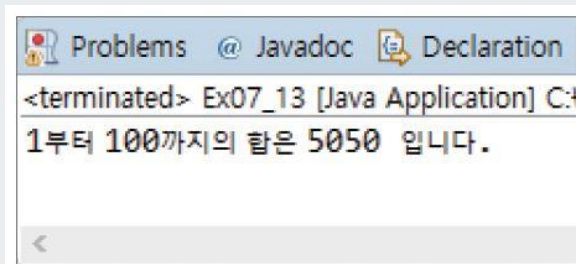 Problems @ Javadoc Declaration
<terminated> Ex07_13 [Java Application] C:
1부터 100까지의 합은 5050 입니다.